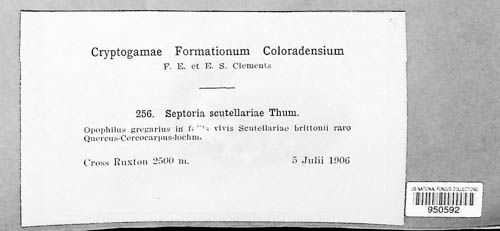 Cryptogamae Formationum Coloradensium
F. E. et E. S. Clements
256. Septoria scutellariae Thum.
Opophilus gregarius in vivis Scutellariae brittonii raro
Quercus-Cercocarpus-lochm.
Cross Ruxton 2500 m. 5 Julii 1906
US NATIONAL FUNGUS COLLECTIONS
950592